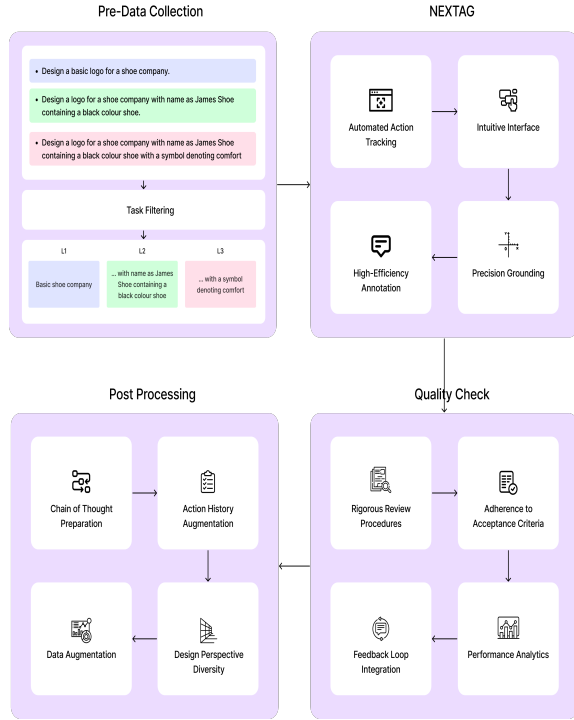 Pre-Data Collection
• Design a basic logo for a shoe company.
• Design a logo for a shoe company with name as James Shoe
containing a black colour shoe.
• Design a logo for a shoe company with name as James Shoe
containing a black colour shoe with a symbol denoting comfort
Task Filtering
L1
L2
L3
Basic shoe company
... with name as James
Shoe containing a
black colour shoe
... with a symbol
denoting comfort
NEXTAG
Automated Action
Tracking
Intuitive Interface
High-Efficiency
Annotation
Precision Grounding
Post Processing
Chain of Thought
Preparation
Action History
Augmentation
Data Augmentation
Design Perspective
Diversity
Quality Check
Rigorous Review
Procedures
Adherence to
Acceptance Criteria
Feedback Loop
Integration
Performance Analytics